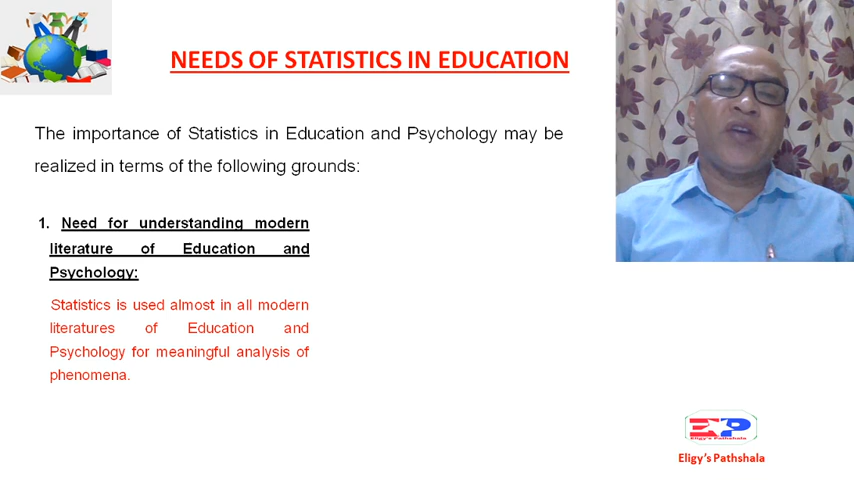 NEEDS OF STATISTICS IN EDUCATION
The importance of Statistics in Education and Psychology may be
realized in terms of the following grounds:
1. Need for understanding modern
literature of Education and
Psychology:
Statistics is used almost in all modern
literatures of Education and
Psychology for meaningful analysis of
phenomena.
EP
Eligy's Pathshala
Eligy's Pathshala